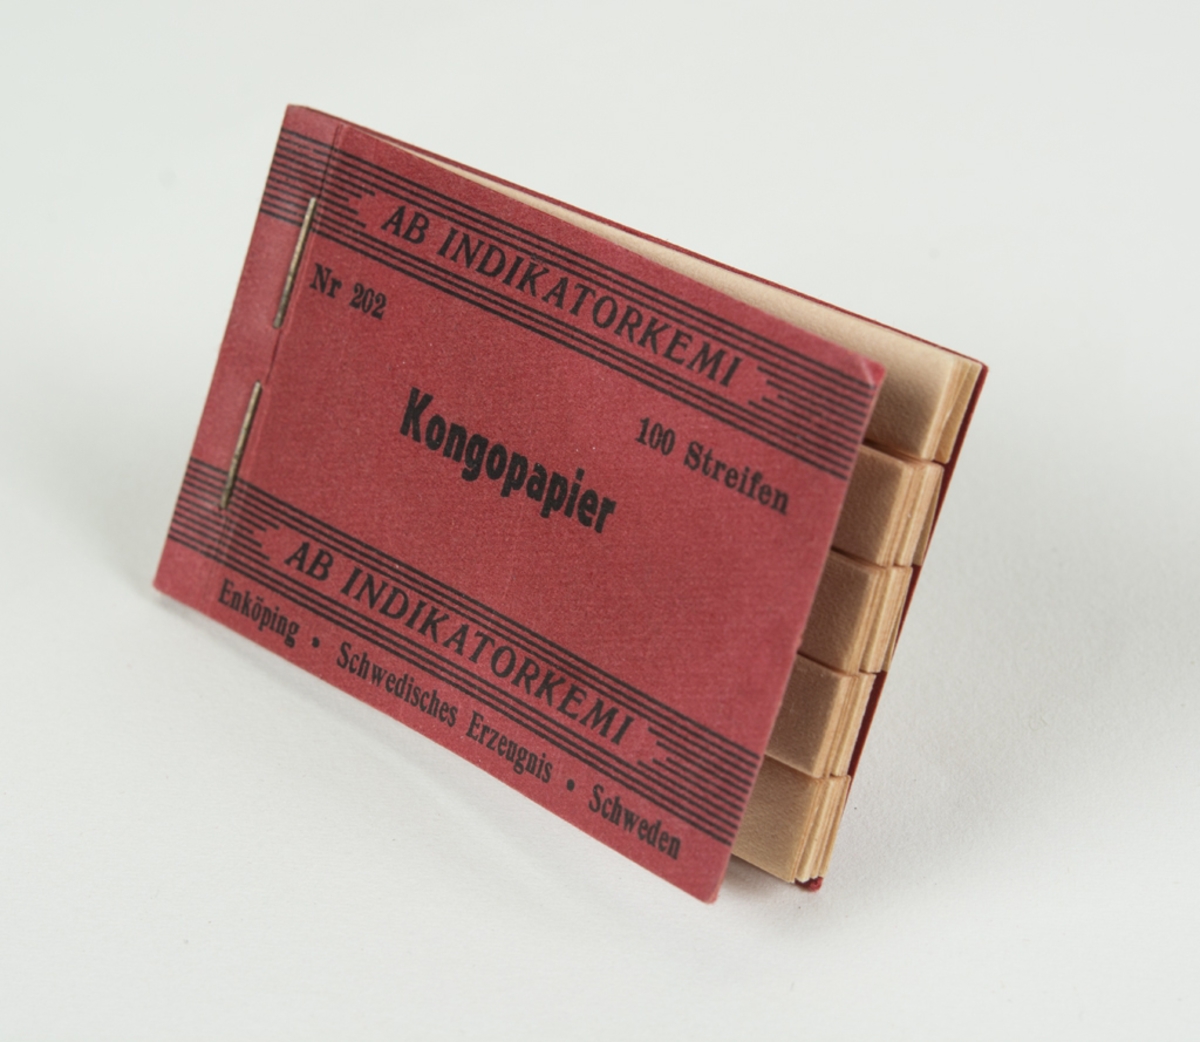 AB INDIKATORKEMI
Nr 202
100 Streifen
Kongopapier
AB INDIKATORKEMI
Enköping • Schwedisches Erzeugnis • Schweden